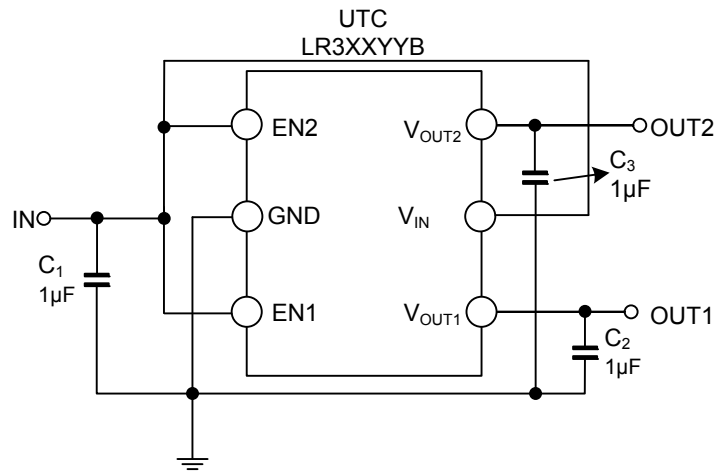 UTC
LR3XXYYB
EN2
VOUT2
OUT2
C3
1µF
IN
GND
VIN
C1
1µF
EN1
VOUT1
OUT1
C2
1µF